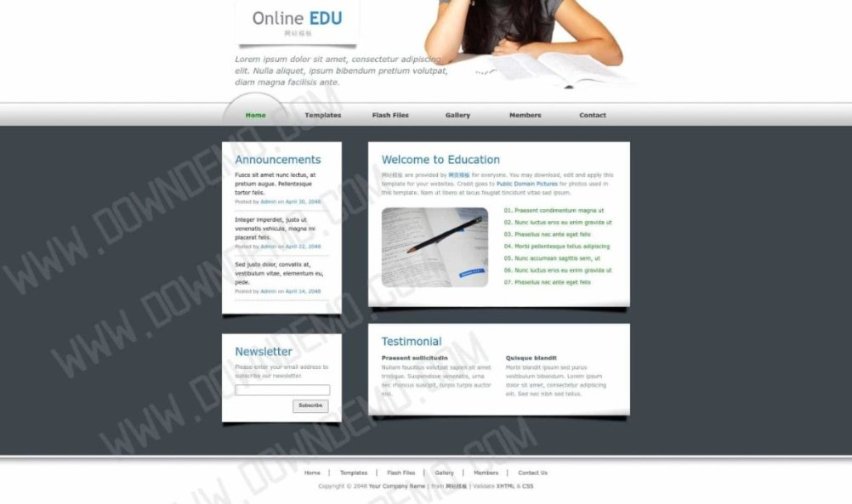 Online EDU
网站模板
Lorem ipsum dolor sit amet, consectetur adipiscing
elit. Nulla aliquet, ipsum bibendum pretium volutpat,
diam magna facilisis ante.
Home Templates Flash Files Gallery Members Contact
Announcements
Fusce sit amet nunc lectus, at
pretium augue. Pellentesque
tortor felis.
Posted by Admin on April 30, 2048
Integer imperdiet, justo ut
venenatis vehicula, magna mi
placerat felis.
Posted by Admin on April 22, 2048
Sed justo dolor, convallis at,
vestibulum vitae, elementum eu,
pede.
Posted by Admin on April 14, 2048
Newsletter
Please enter your email address to
subscribe our newsletter.
Subscribe
Welcome to Education
网站模板 are provided by 网页模板 for everyone. You may download, edit and apply this
template for your websites. Credit goes to Public Domain Pictures for photos used in
this template. Nam at libero at lacus feugiat tincidunt vitae sed ipsum.
01. Praesent condimentum magna ut
02. Nunc luctus eros eu enim gravida ut
03. Phasellus nec ante eget felis
04. Morbi pellentesque tellus adipiscing
05. Nunc accumsan sagittis sem, ut
06. Nunc luctus eros eu enim gravida ut
07. Phasellus nec ante eget felis
Testimonial
Praesent sollicitudin
Nullam faucibus volutpat sapien sit amet
tristique. Suspendisse venenatis, urna
nec rhoncus suscipit, turpis turpis auctor
nisl.
Quisque blandit
Morbi imperdiet sed purus
vestibulum bibendum. Lorem ipsum
dolor sit amet, consectetur adipiscing
elit. Sed nec nibh sed tellus.
Home | Templates | Flash Files | Gallery | Members | Contact Us
Copyright © 2048 Your Company Name | from 网站模板 | Validate XHTML & CSS
WWW.DOWNDEMO.COM
WWW.DOWNDEMO.COM
WWW.DOWNDEMO.COM
WWW.DOWNDEMO.COM